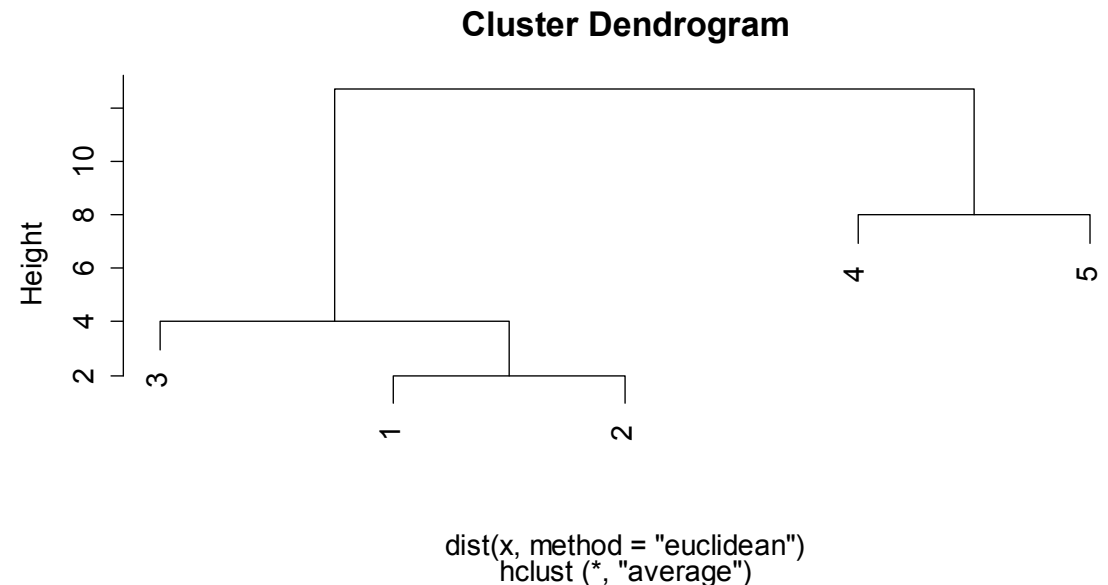 Cluster Dendrogram
Height
10
8
6
4
2
3
1
2
4
5
dist(x, method = "euclidean")
hclust (*, "average")